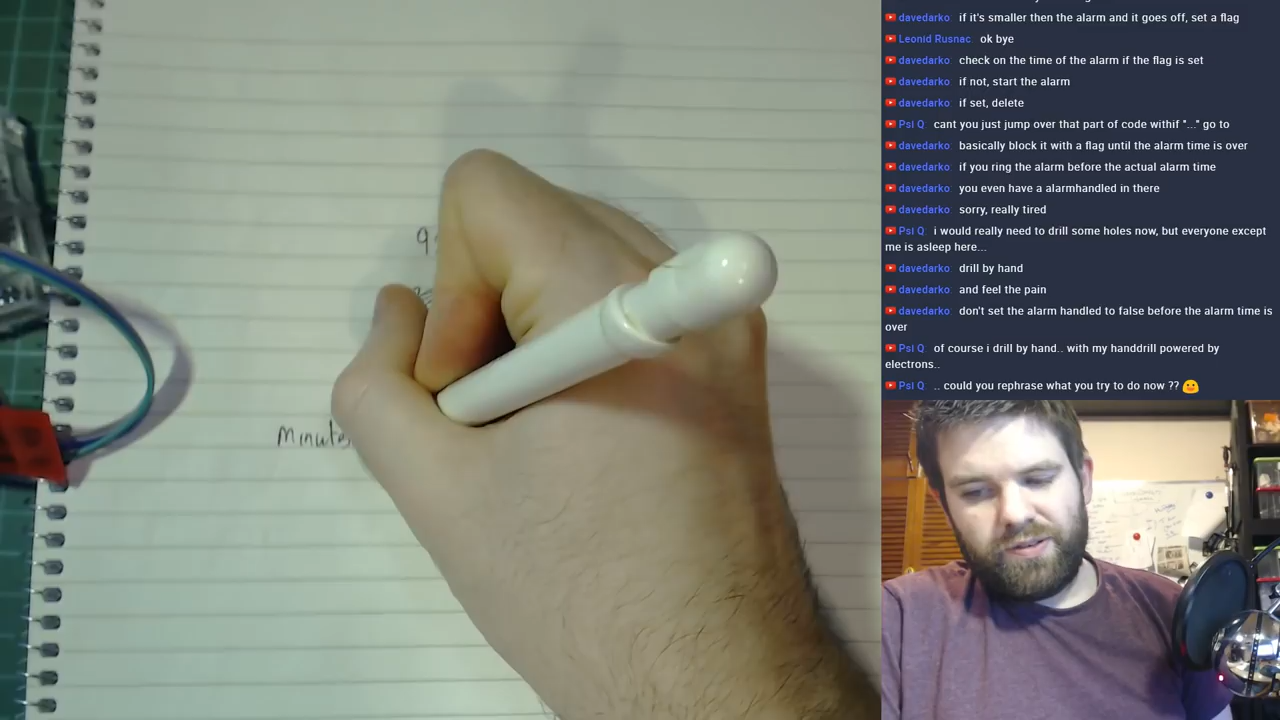 davedarko if it's smaller then the alarm and it goes off, set a flag
Leonid Rusnac ok bye
davedarko check on the time of the alarm if the flag is set
davedarko if not, start the alarm
davedarko if set, delete
Psi Q cant you just jump over that part of code withif "..." go to
davedarko basically block it with a flag until the alarm time is over
davedarko if you ring the alarm before the actual alarm time
davedarko you even have a alarmhandled in there
davedarko sorry, really tired
Psi Q i would really need to drill some holes now, but everyone except
me is asleep here...
davedarko drill by hand
davedarko and feel the pain
davedarko don't set the alarm handled to false before the alarm time is
over
Psi Q of course i drill by hand.. with my handdrill powered by
electrons..
Psi Q .. could you rephrase what you try to do now ??
9
Minute